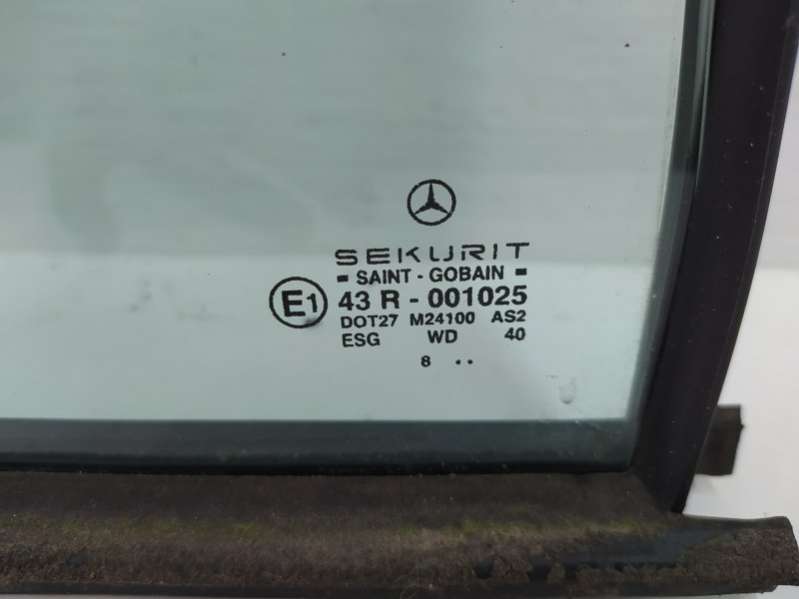 SEKURIT
SAINT - GOBAIN
E1 43 R - 001025
DOT27 M24100 AS2
ESG WD 40
8 ..